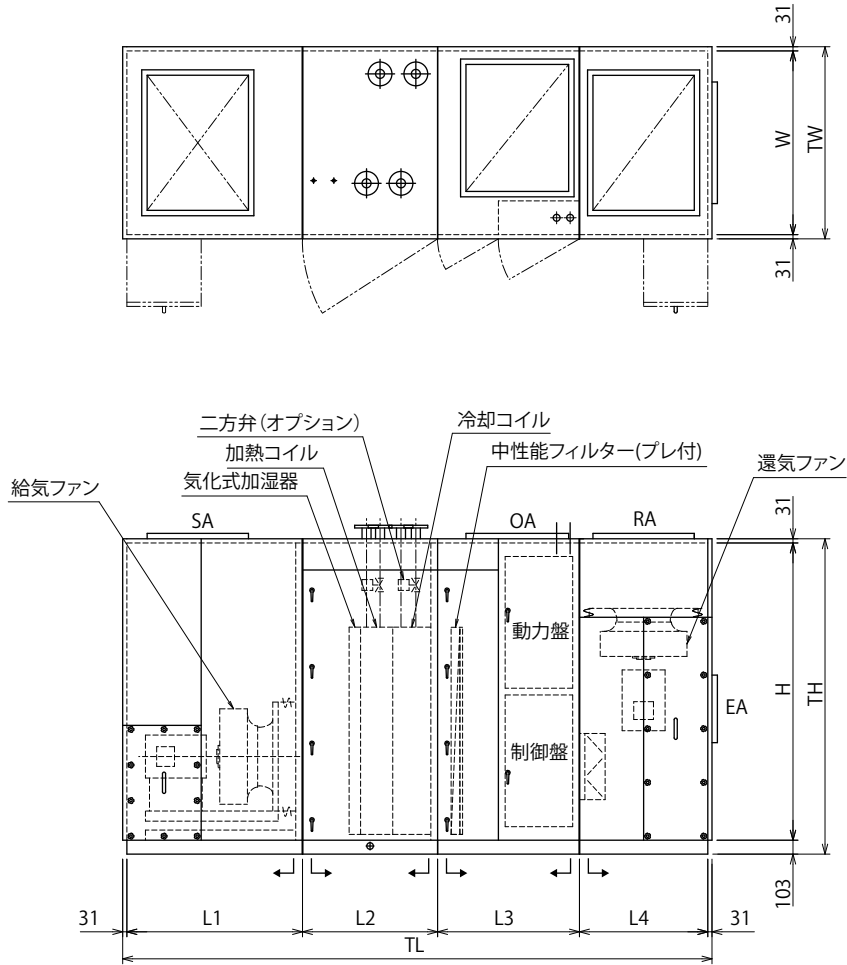 31
W
TW
31
二方弁(オプション)
冷却コイル
加熱コイル
中性能フィルター(プレ付)
気化式加湿器
還気ファン
給気ファン
SA
OA
RA
31
動力盤
H
TH
EA
制御盤
103
31
L1
L2
L3
L4
31
TL